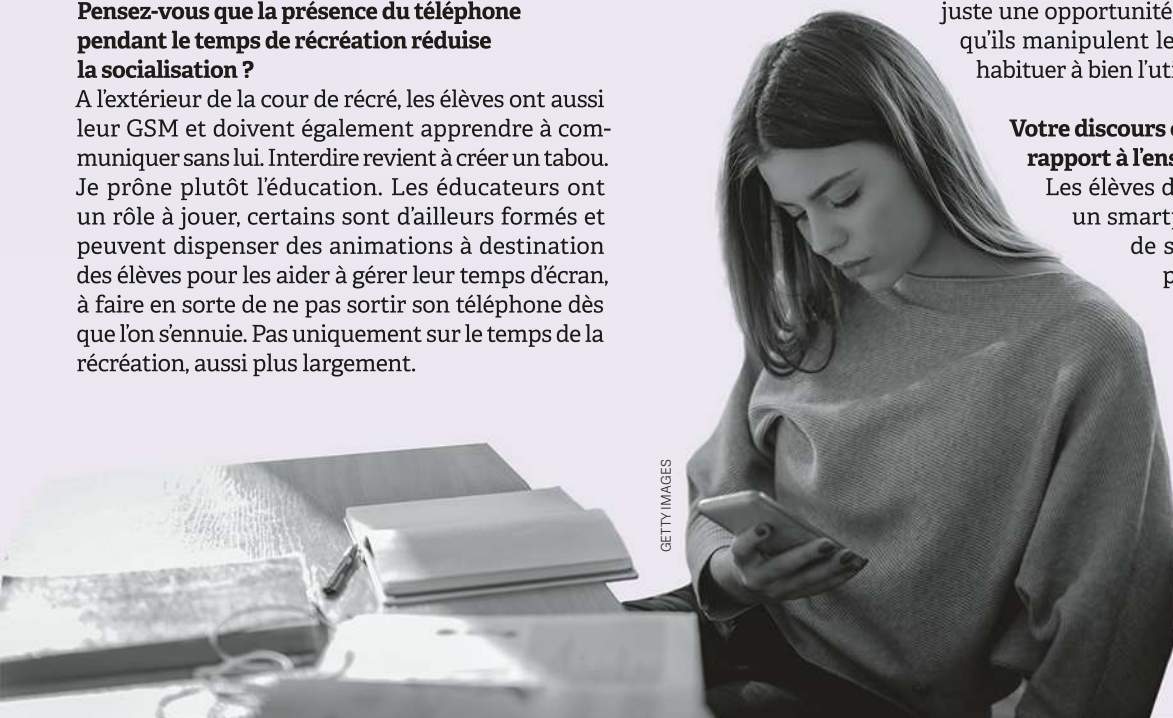 Pensez-vous que la présence du téléphone
pendant le temps de récréation réduise
la socialisation ?
A l’extérieur de la cour de récré, les élèves ont aussi
leur GSM et doivent également apprendre à com-
muniquer sans lui. Interdire revient à créer un tabou.
Je prône plutôt l’éducation. Les éducateurs ont
un rôle à jouer, certains sont d’ailleurs formés et
peuvent dispenser des animations à destination
des élèves pour les aider à gérer leur temps d’écran,
à faire en sorte de ne pas sortir son téléphone dès
que l’on s’ennuie. Pas uniquement sur le temps de la
récréation, aussi plus largement.
GETTY IMAGES
juste une opportunité
qu’ils manipulent le
habituer à bien l’uti
Votre discours
rapport à l’ens
Les élèves d
un smart
de s
p